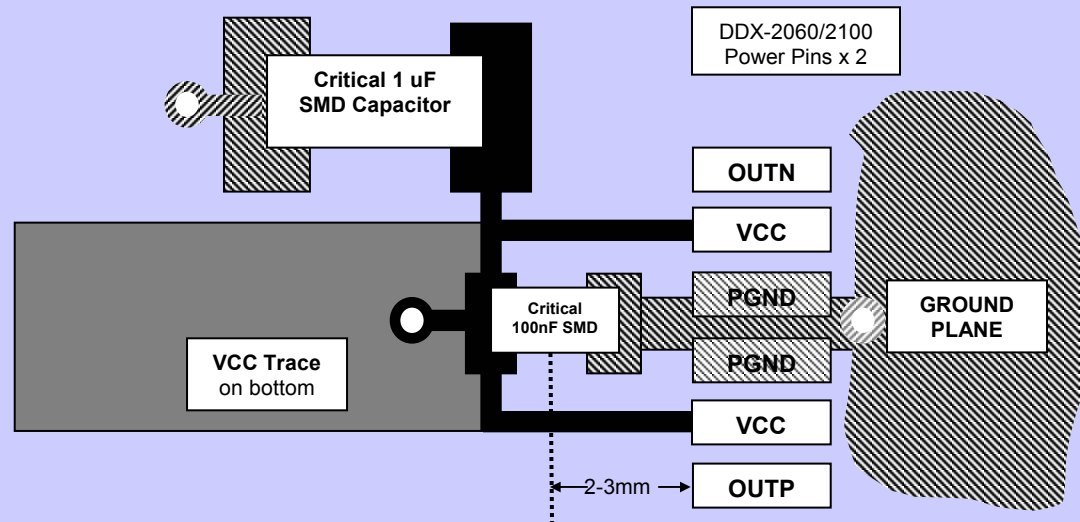 DDX-2060/2100
Power Pins x 2
Critical 1 uF
SMD Capacitor
OUTN
VCC
PGND
Critical
100nF SMD
GROUND
PLANE
VCC Trace
on bottom
PGND
VCC
2-3mm
OUTP